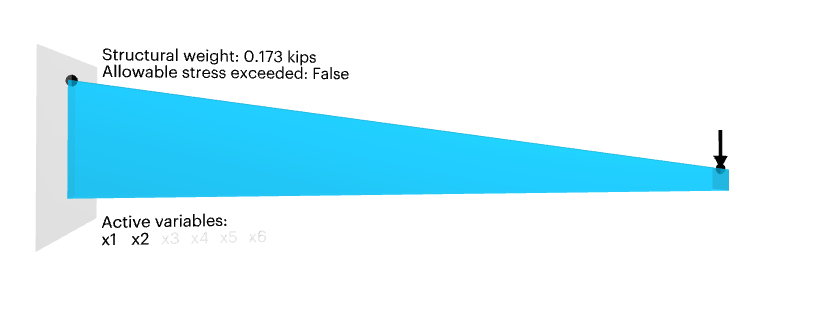 Structural weight: 0.173 kips
Allowable stress exceeded: False
Active variables:
x1 x2 x3 x4 x5 x6